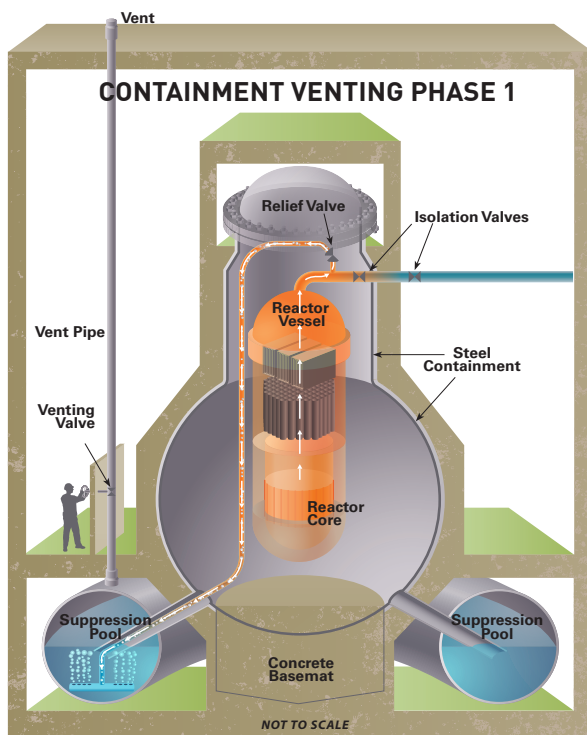 Vent
CONTAINMENT VENTING PHASE 1
Relief Valve
Isolation Valves
Reactor
Vessel
Vent Pipe
Steel
Containment
Venting
Valve
Reactor
Core
Suppression
Pool
Suppression
Pool
Concrete
Basemat
NOT TO SCALE